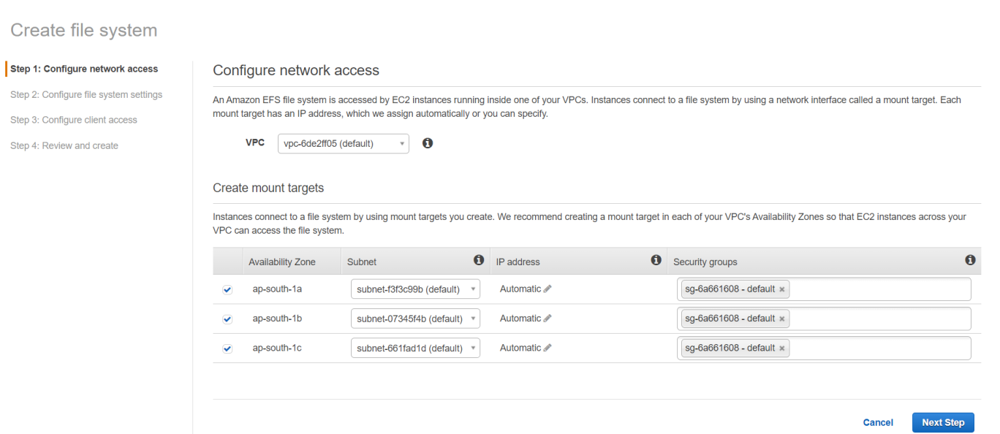 Create file system
Step 1: Configure network access
Step 2: Configure file system settings
Step 3: Configure client access
Step 4: Review and create
Configure network access
An Amazon EFS file system is accessed by EC2 instances running inside one of your VPCs. Instances connect to a file system by using a network interface called a mount target. Each
mount target has an IP address, which we assign automatically or you can specify.
VPC vpc-6de2ff05 (default)
Create mount targets
Instances connect to a file system by using mount targets you create. We recommend creating a mount target in each of your VPC's Availability Zones so that EC2 instances across your
VPC can access the file system.
Availability Zone Subnet IP address Security groups
ap-south-1a subnet-f3f3c99b (default) Automatic sg-6a661608 - default
ap-south-1b subnet-07345f4b (default) Automatic sg-6a661608 - default
ap-south-1c subnet-661fad1d (default) Automatic sg-6a661608 - default
Cancel Next Step